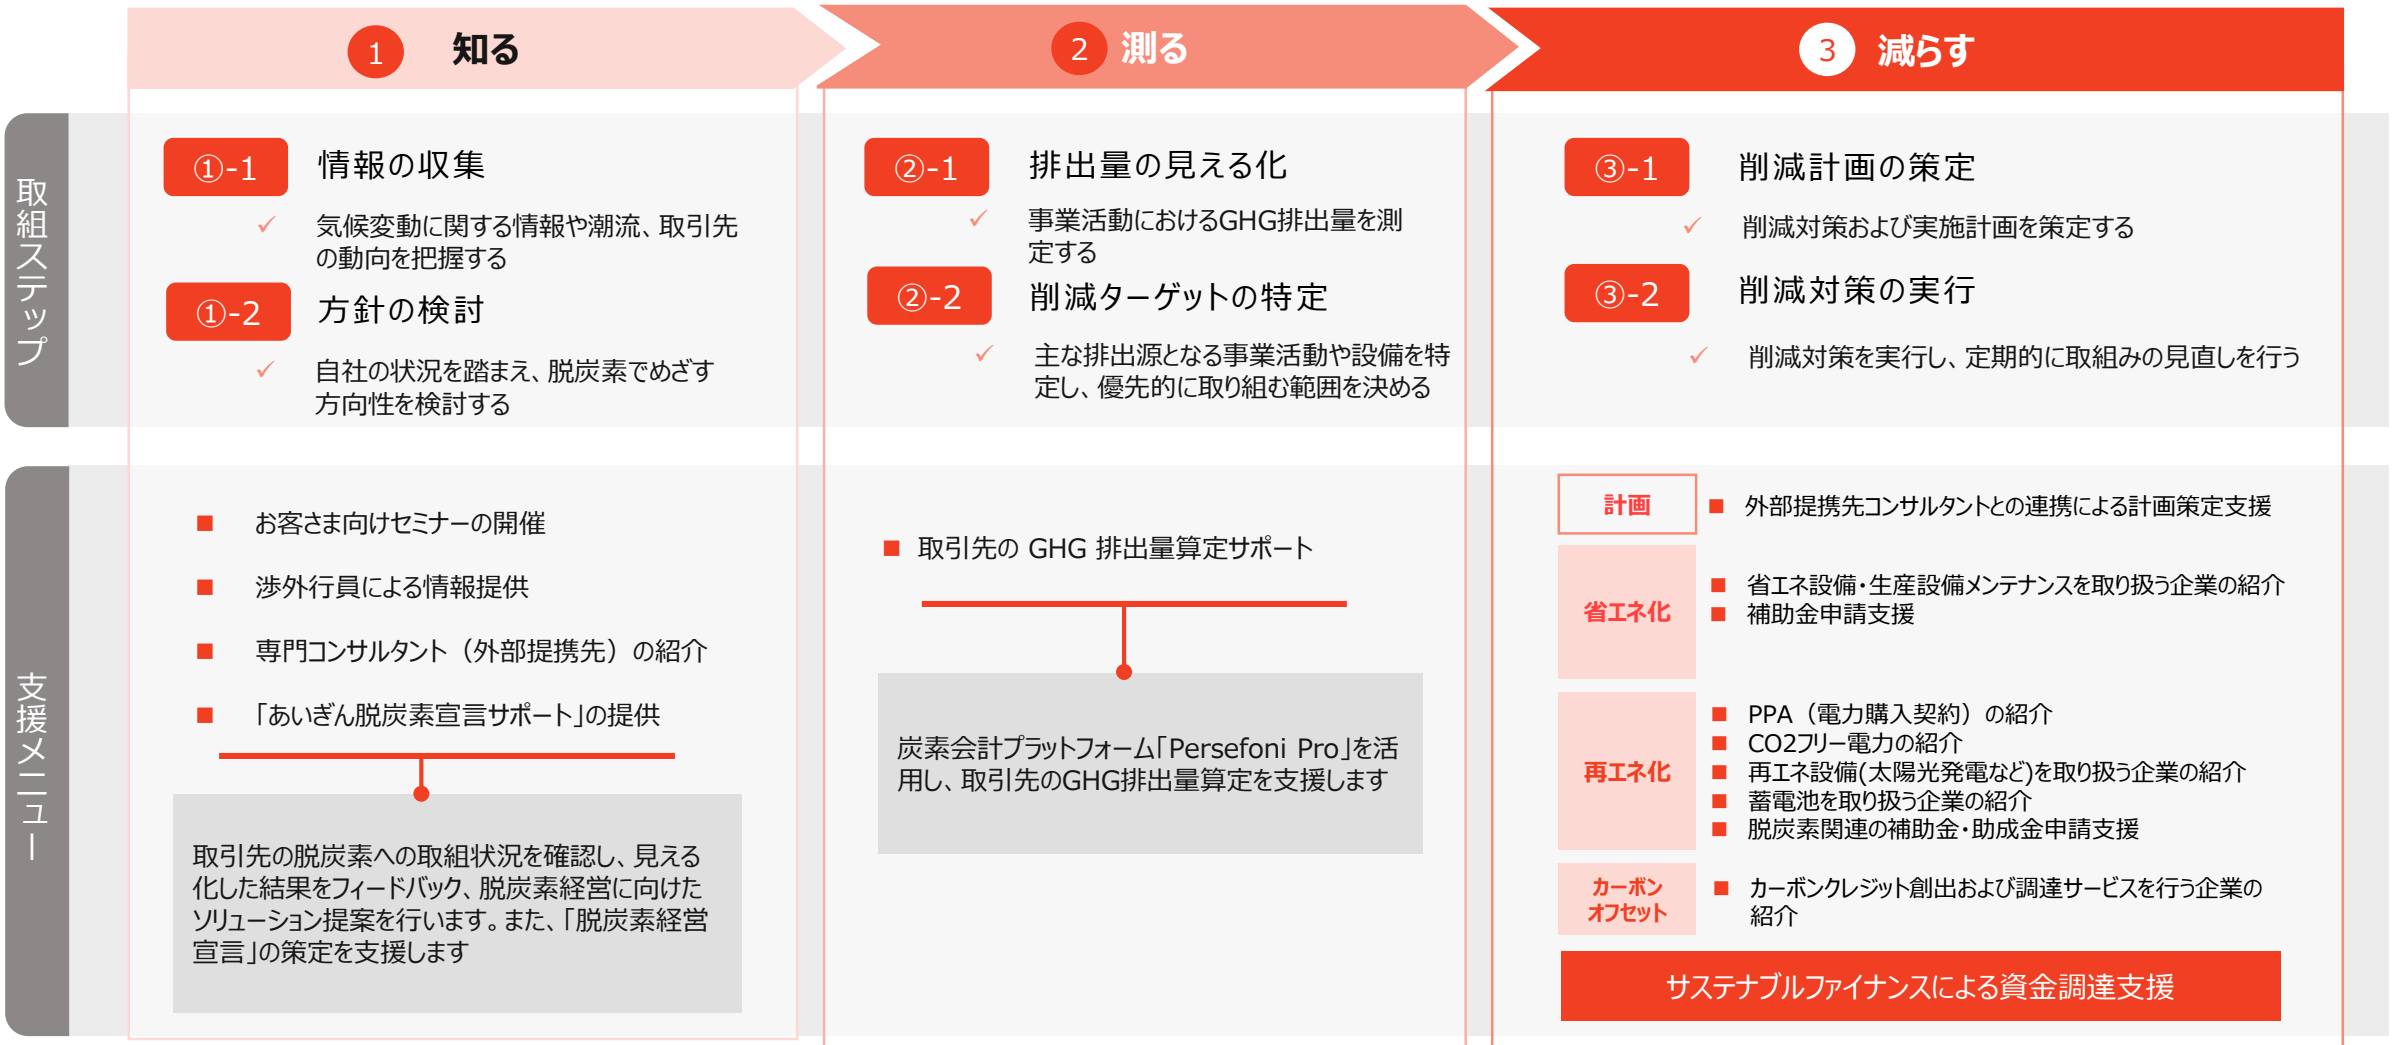 1 知る
2 測る
3 減らす
取組ステップ
①-1 情報の収集
✓ 気候変動に関する情報や潮流、取引先
の動向を把握する
①-2 方針の検討
✓ 自社の状況を踏まえ、脱炭素でめざす
方向性を検討する
②-1 排出量の見える化
✓ 事業活動におけるGHG排出量を測
定する
②-2 削減ターゲットの特定
✓ 主な排出源となる事業活動や設備を特
定し、優先的に取り組む範囲を決める
③-1 削減計画の策定
✓ 削減対策および実施計画を策定する
③-2 削減対策の実行
✓ 削減対策を実行し、定期的に取組みの見直しを行う
支援メニュー
■ お客さま向けセミナーの開催
■ 渉外行員による情報提供
■ 専門コンサルタント（外部提携先）の紹介
■ 「あいぎん脱炭素宣言サポート」の提供
取引先の脱炭素への取組状況を確認し、見える
化した結果をフィードバック、脱炭素経営に向けた
ソリューション提案を行います。また、「脱炭素経営
宣言」の策定を支援します
■ 取引先の GHG 排出量算定サポート
炭素会計プラットフォーム「Persefoni Pro」を活
用し、取引先のGHG排出量算定を支援します
計画
■ 外部提携先コンサルタントとの連携による計画策定支援
省エネ化
■ 省エネ設備・生産設備メンテナンスを取り扱う企業の紹介
■ 補助金申請支援
再エネ化
■ PPA（電力購入契約）の紹介
■ CO2フリー電力の紹介
■ 再エネ設備(太陽光発電など)を取り扱う企業の紹介
■ 蓄電池を取り扱う企業の紹介
■ 脱炭素関連の補助金・助成金申請支援
カーボン
オフセット
■ カーボンクレジット創出および調達サービスを行う企業の
紹介
サステナブルファイナンスによる資金調達支援